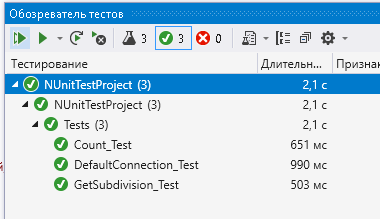 Обозреватель тестов
3 3 0
Тестирование Длительн... Признак
NUnitTestProject (3) 2,1 с
NUnitTestProject (3) 2,1 с
Tests (3) 2,1 с
Count_Test 651 мс
DefaultConnection_Test 990 мс
GetSubdivision_Test 503 мс